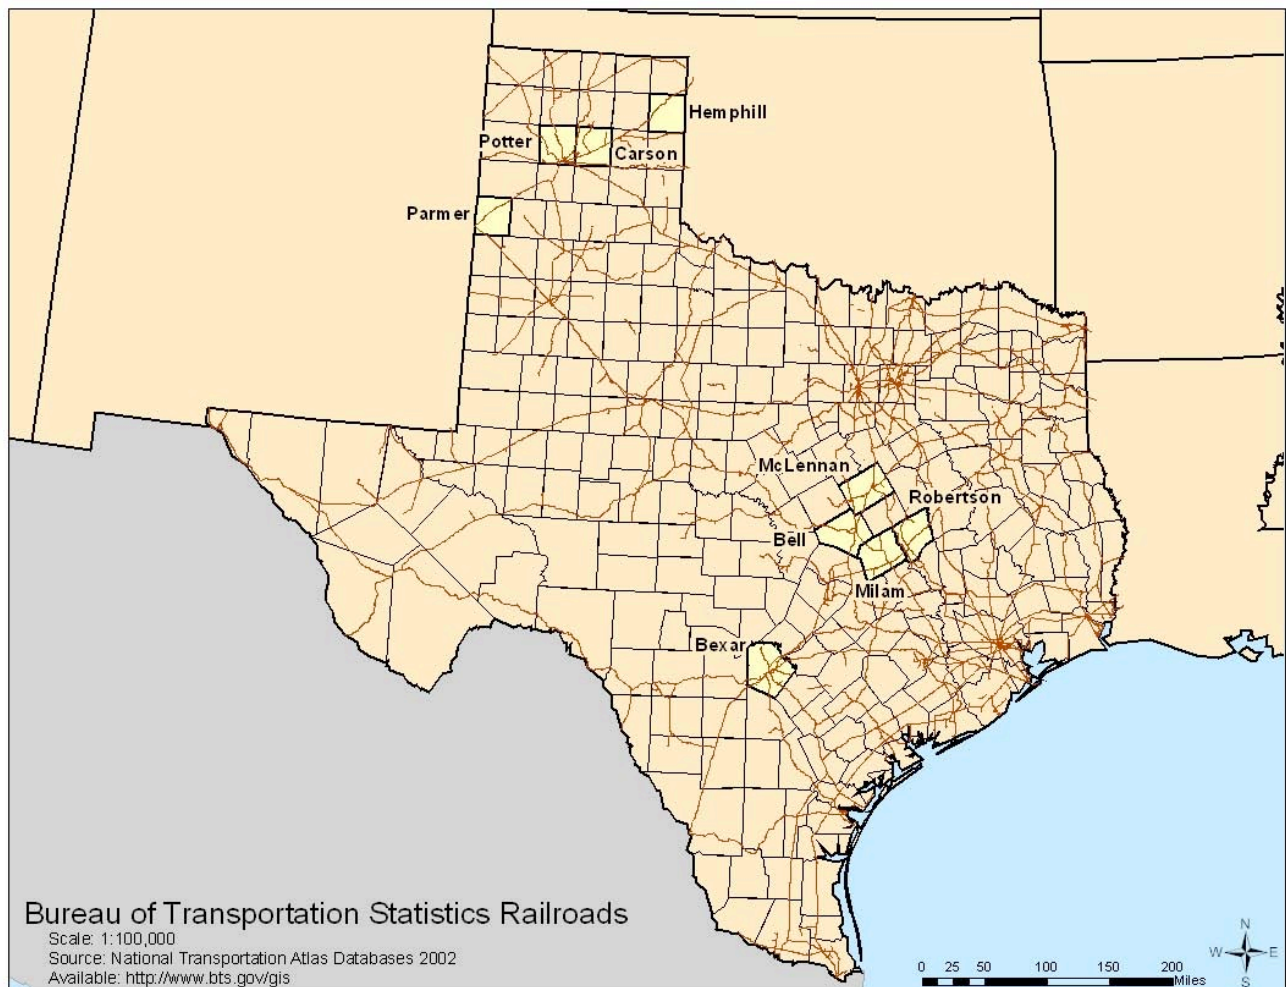 Hemphill
Potter
Carson
Parmer
McLennan
Robertson
Bell
Milam
Bexar
Bureau of Transportation Statistics Railroads
Scale: 1:100,000
Source: National Transportation Atlas Databases 2002
Available: http://www.bts.gov/gis
N
W E
S
0 25 50 100 150 200
Miles